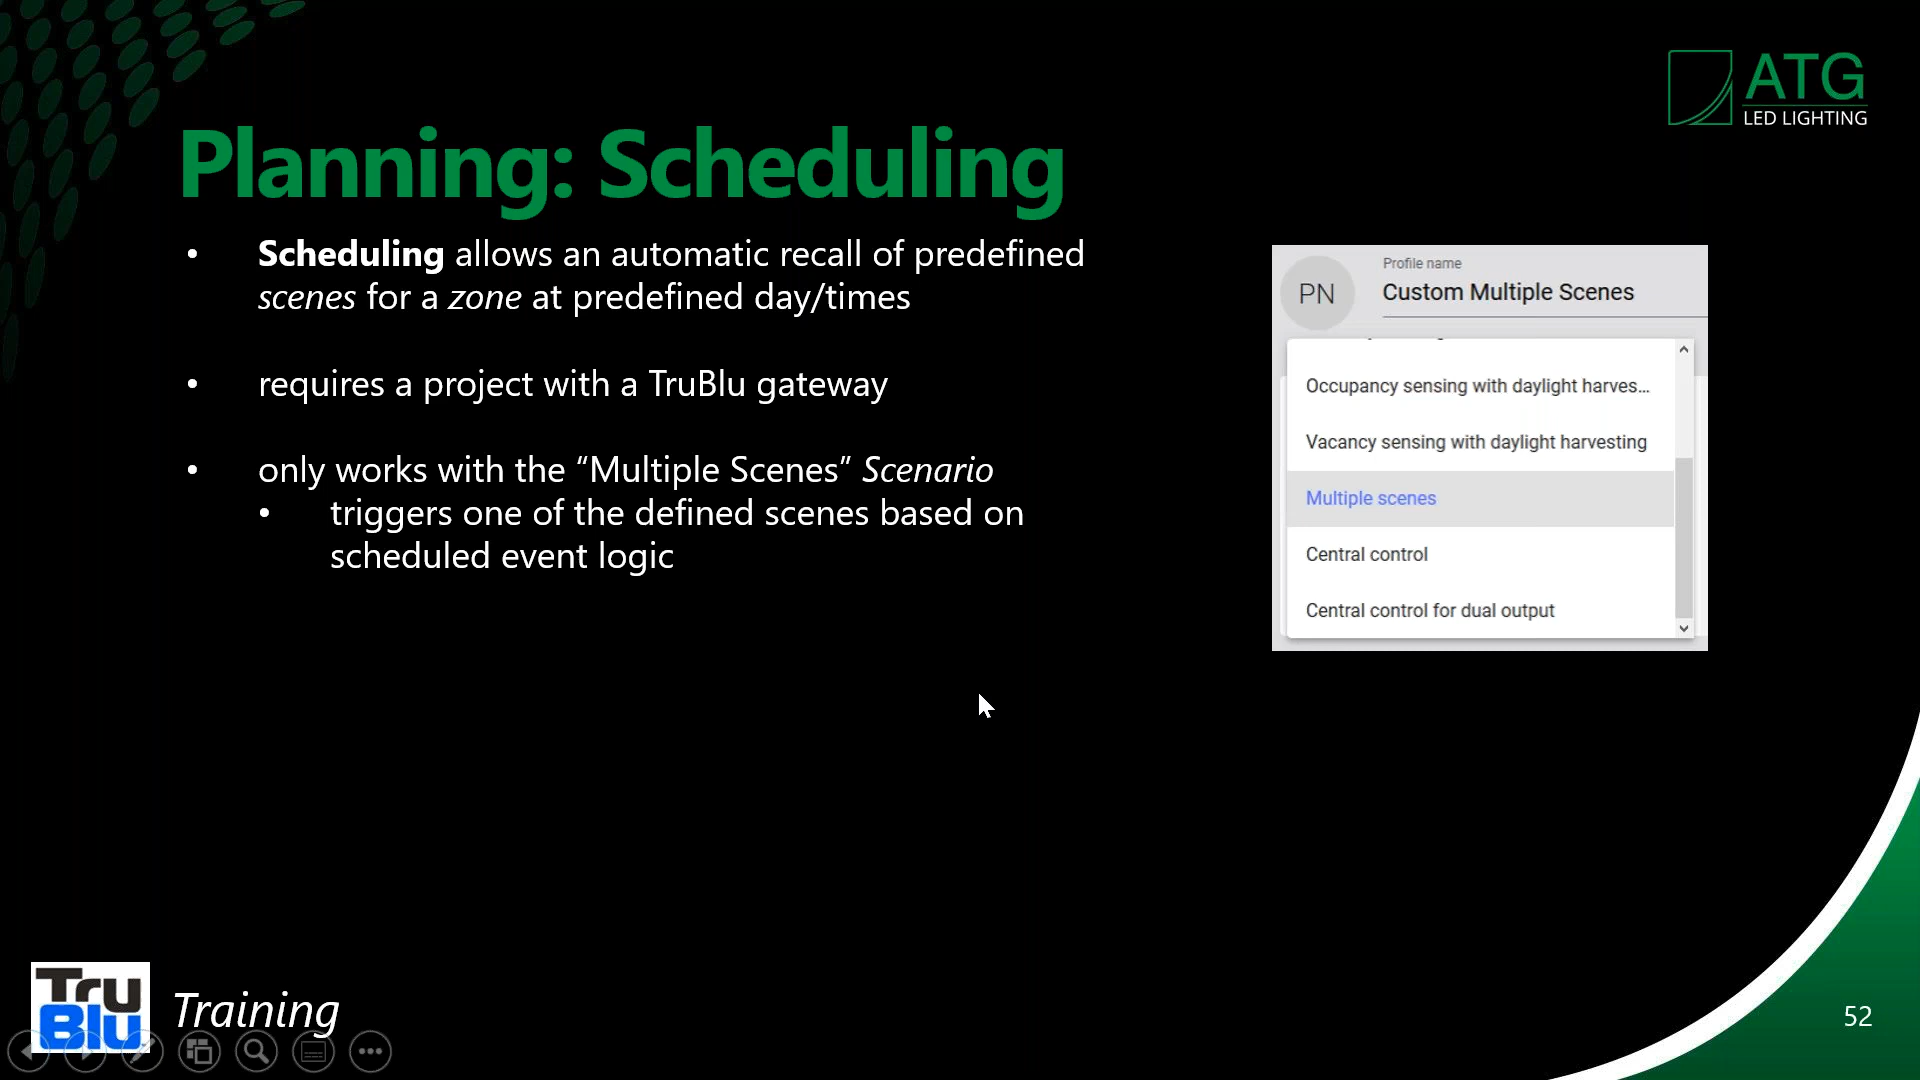 ATG
LED LIGHTING
Planning: Scheduling
• Scheduling allows an automatic recall of predefined
scenes for a zone at predefined day/times
• requires a project with a TruBlu gateway
• only works with the “Multiple Scenes” Scenario
• triggers one of the defined scenes based on
scheduled event logic
PN
Profile name
Custom Multiple Scenes
Occupancy sensing with daylight harves...
Vacancy sensing with daylight harvesting
Multiple scenes
Central control
Central control for dual output
Tru
Blu
Training
52